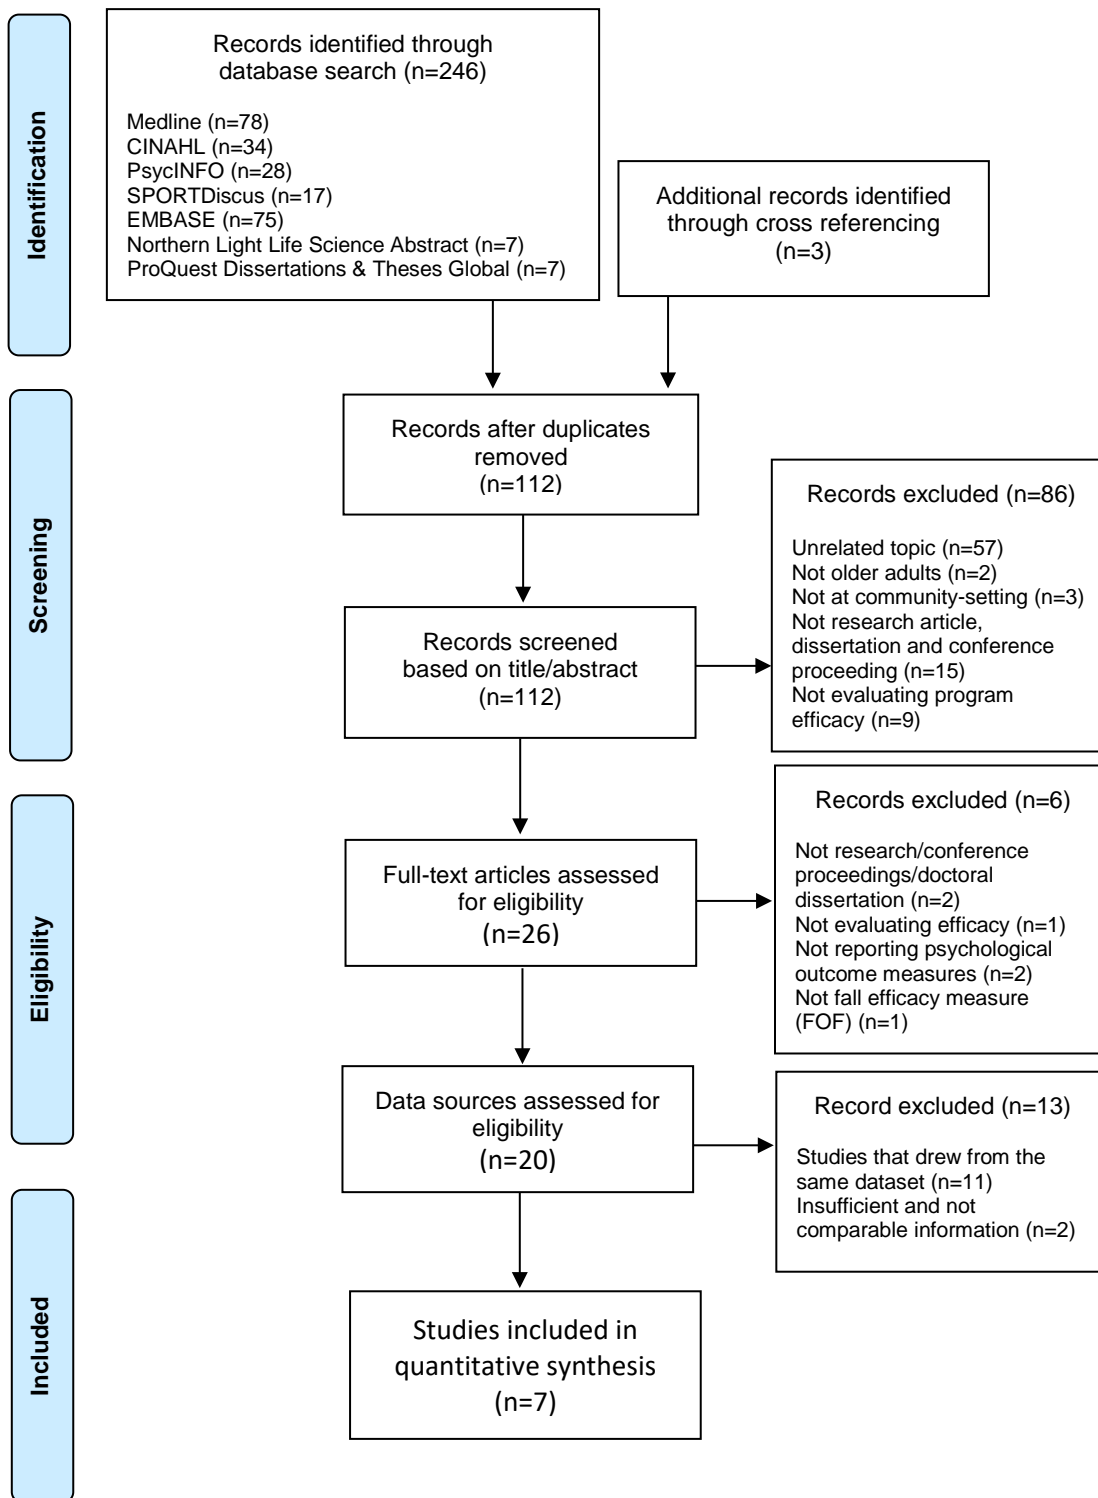 Identification
Records identified through
database search (n=246)
Medline (n=78)
CINAHL (n=34)
PsycINFO (n=28)
SPORTDiscus (n=17)
EMBASE (n=75)
Northern Light Life Science Abstract (n=7)
ProQuest Dissertations & Theses Global (n=7)
Additional records identified
through cross referencing
(n=3)
Screening
Records after duplicates
removed
(n=112)
Records screened
based on title/abstract
(n=112)
Records excluded (n=86)
Unrelated topic (n=57)
Not older adults (n=2)
Not at community-setting (n=3)
Not research article,
dissertation and conference
proceeding (n=15)
Not evaluating program
efficacy (n=9)
Eligibility
Full-text articles assessed
for eligibility
(n=26)
Records excluded (n=6)
Not research/conference
proceedings/doctoral
dissertation (n=2)
Not evaluating efficacy (n=1)
Not reporting psychological
outcome measures (n=2)
Not fall efficacy measure
(FOF) (n=1)
Data sources assessed for
eligibility
(n=20)
Record excluded (n=13)
Studies that drew from the
same dataset (n=11)
Insufficient and not
comparable information (n=2)
Included
Studies included in
quantitative synthesis
(n=7)